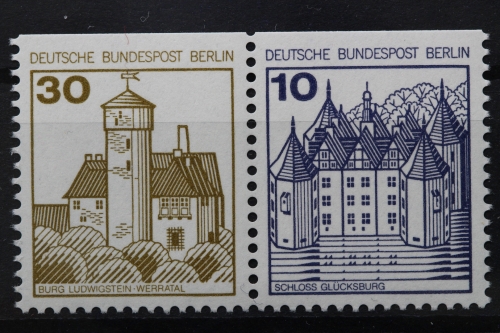 DEUTSCHE BUNDESPOST BERLIN
30
BURG LUDWIGSTEIN · WERRATAL
DEUTSCHE BUNDESPOST BERLIN
10
SCHLOSS GLÜCKSBURG